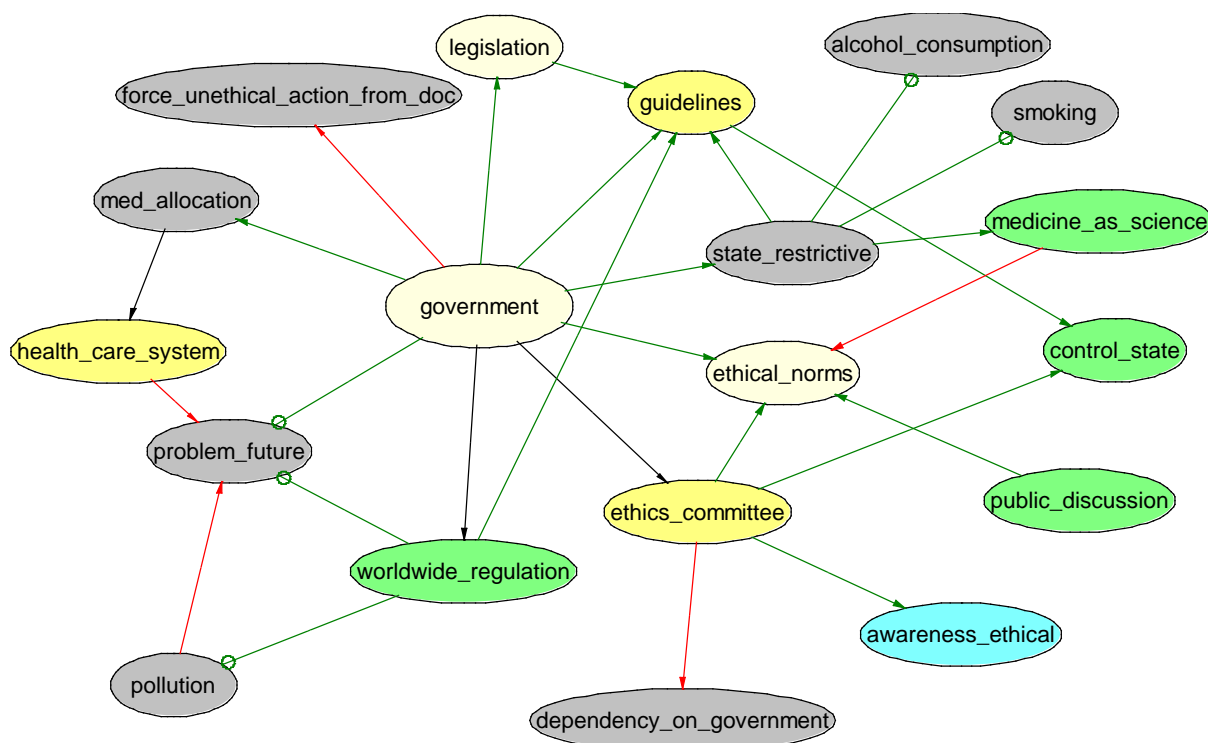 legislation
alcohol_consumption
force_unethical_action_from_doc
guidelines
smoking
med_allocation
medicine_as_science
state_restrictive
government
health_care_system
control_state
ethical_norms
problem_future
public_discussion
ethics_committee
worldwide_regulation
awareness_ethical
pollution
dependency_on_government